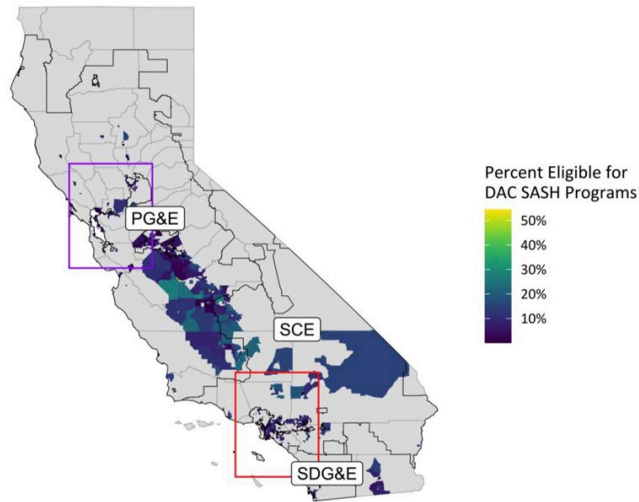 PG&E
SCE
SDG&E
Percent Eligible for
DAC SASH Programs
50%
40%
30%
20%
10%